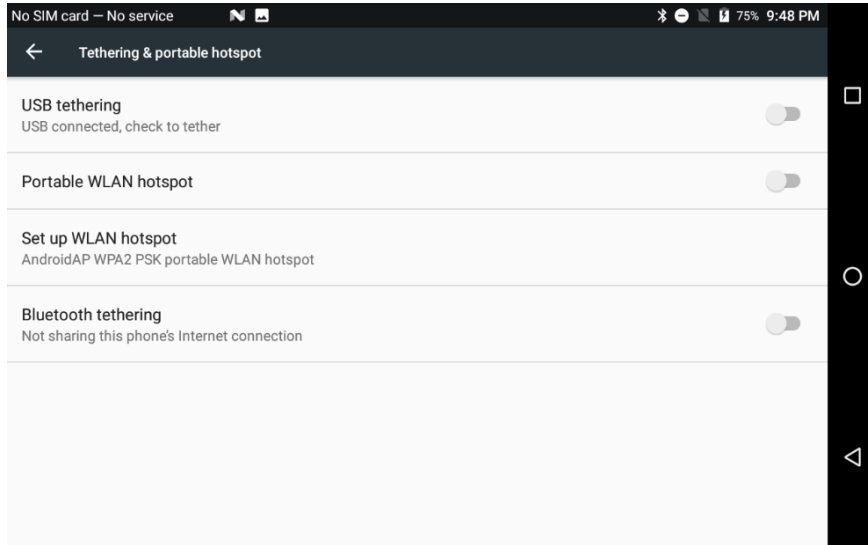 No SIM card — No service
75% 9:48 PM
Tethering & portable hotspot
USB tethering
USB connected, check to tether
Portable WLAN hotspot
Set up WLAN hotspot
AndroidAP WPA2 PSK portable WLAN hotspot
Bluetooth tethering
Not sharing this phone's Internet connection